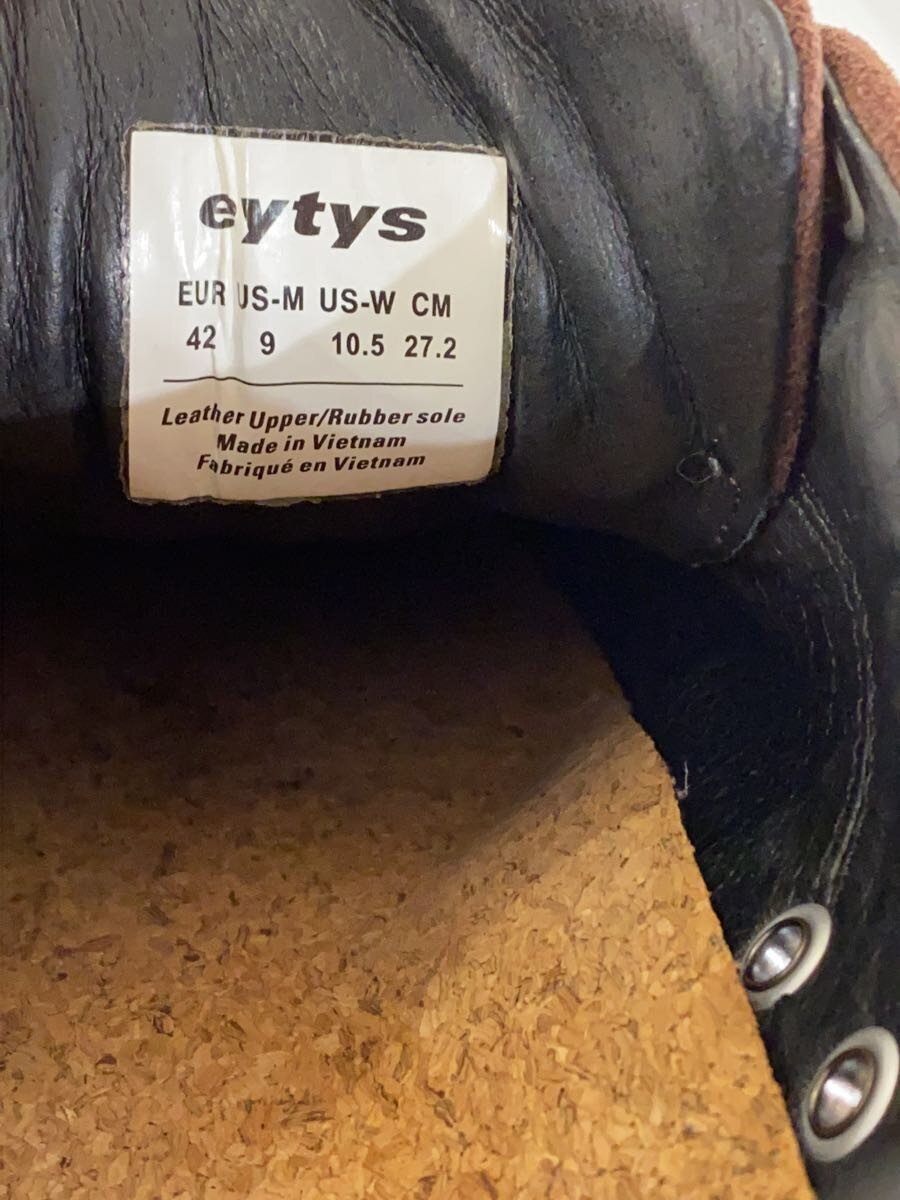 eytys
EUR US-M US-W CM
42 9 10.5 27.2
Leather Upper/Rubber sole
Made in Vietnam
Fabriqué en Vietnam